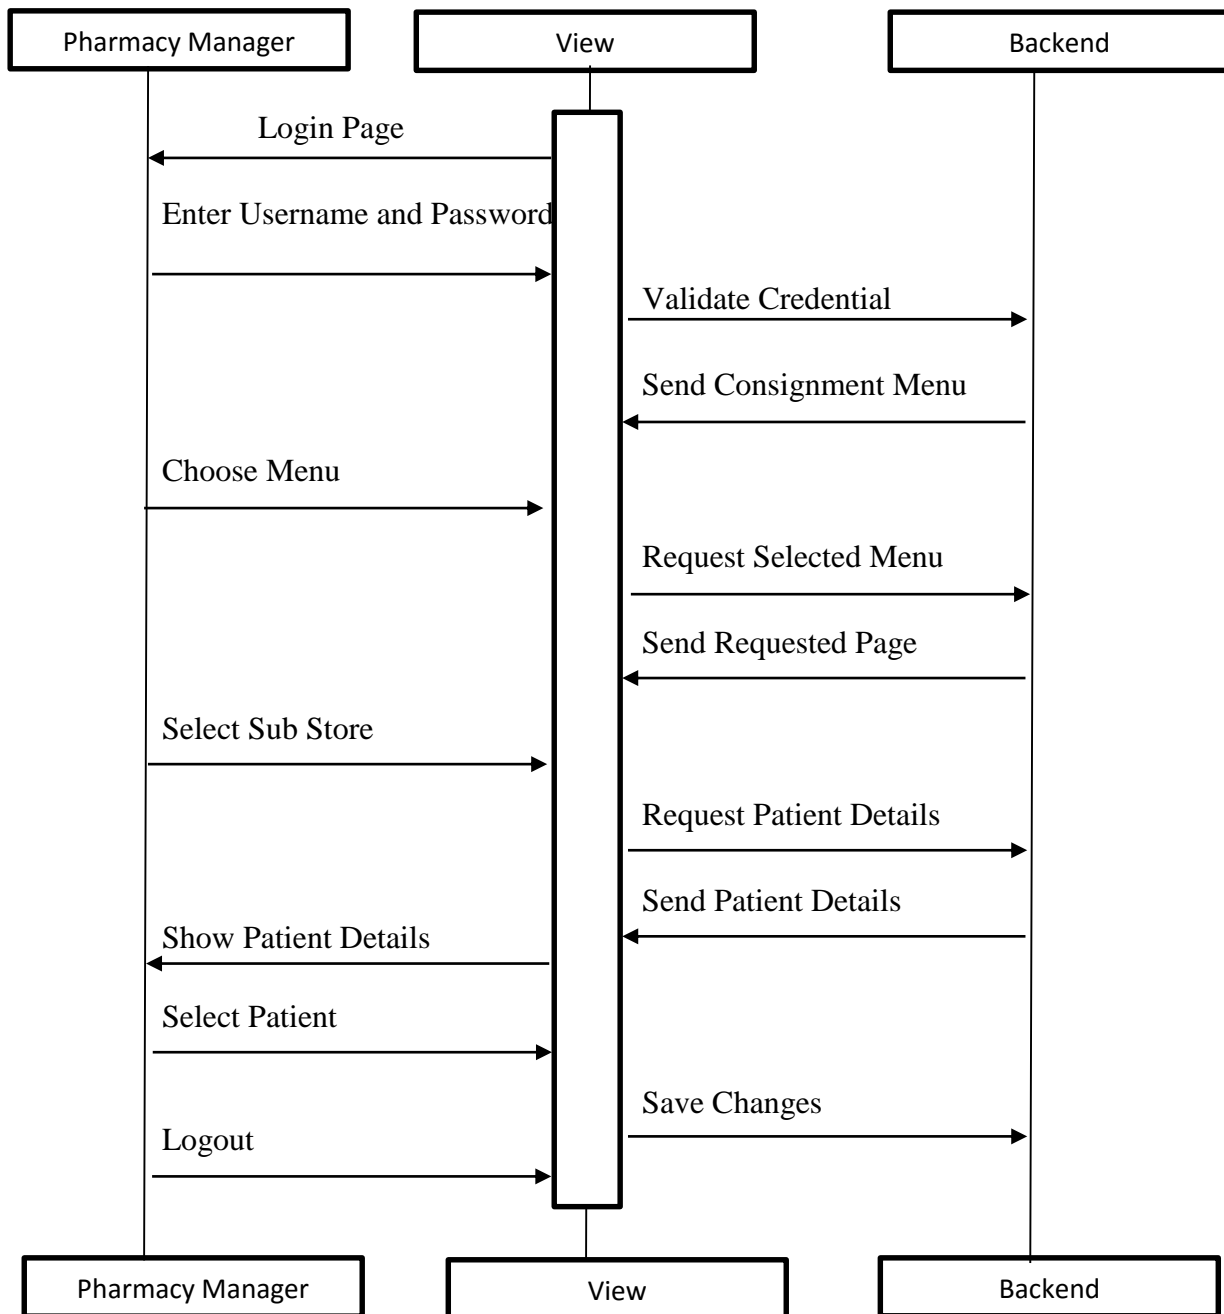 Pharmacy Manager
View
Backend
Login Page
Enter Username and Password
Validate Credential
Send Consignment Menu
Choose Menu
Request Selected Menu
Send Requested Page
Select Sub Store
Request Patient Details
Send Patient Details
Show Patient Details
Select Patient
Save Changes
Logout
Pharmacy Manager
View
Backend